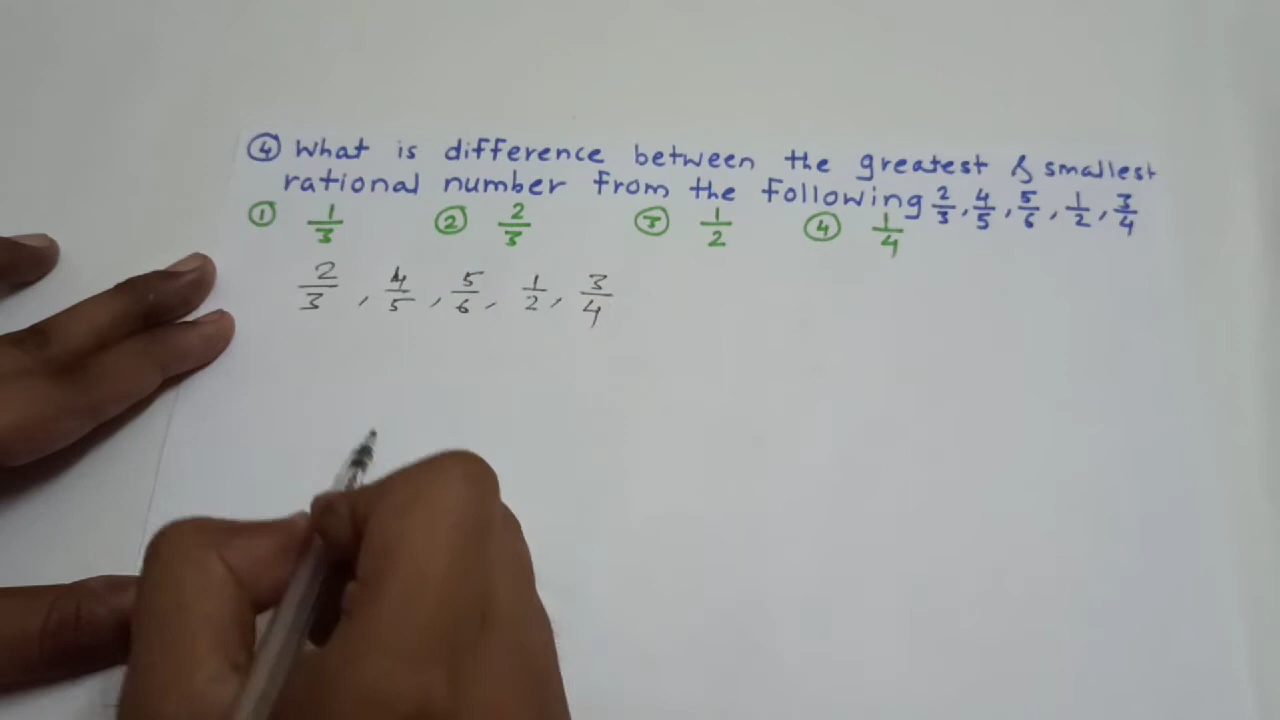 ④ What is difference between the greatest & smallest
rational number from the following 2/3, 4/5, 5/6, 1/2, 3/4
① 1/3 ② 2/3 ③ 1/2 ④ 1/4
2/3, 4/5, 5/6, 1/2, 3/4